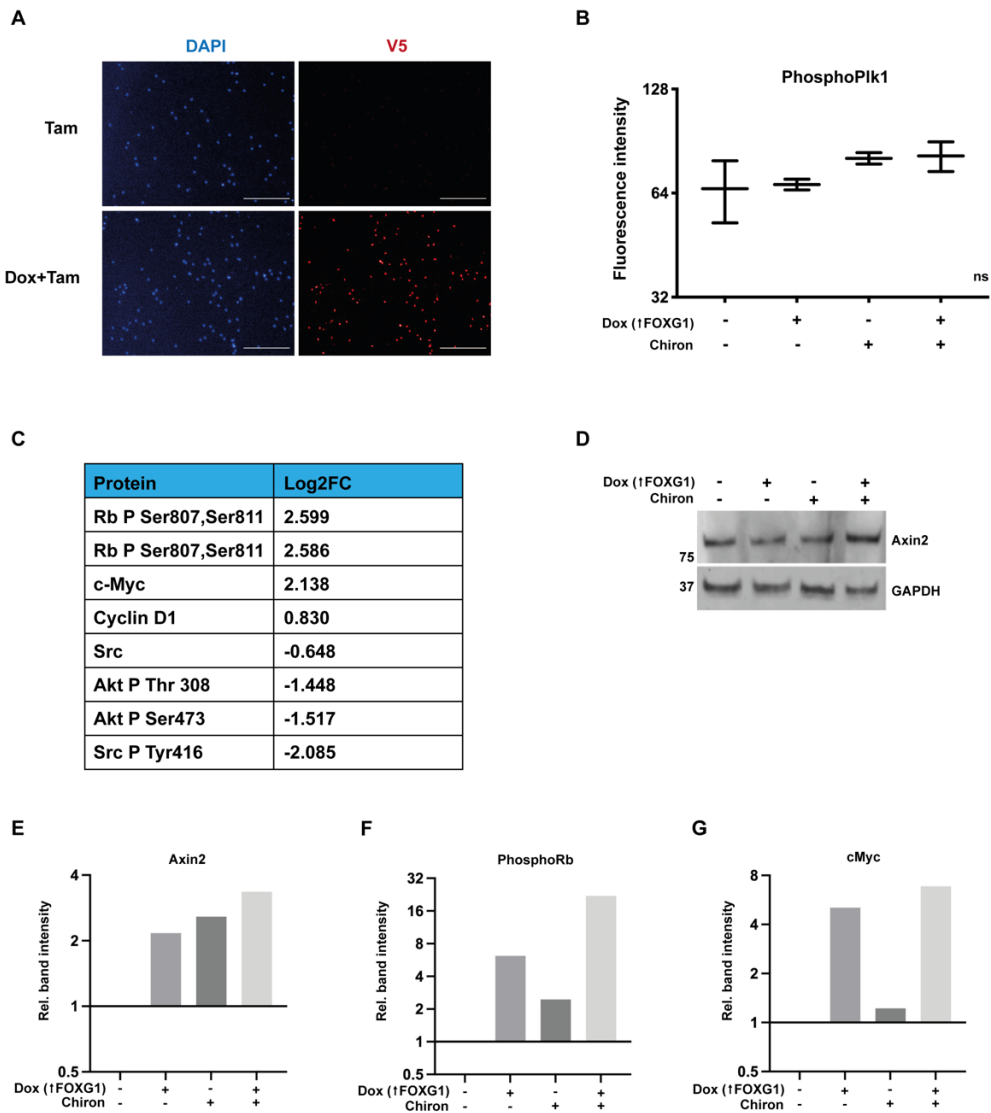 A
DAPI V5
Tam
Dox+Tam
B
PhosphoPlk1
Fluorescence intensity
128
64
32
ns
Dox (↑FOXG1) - + - +
Chiron - - + +
C
Protein Log2FC
Rb P Ser807,Ser811 2.599
Rb P Ser807,Ser811 2.586
c-Myc 2.138
Cyclin D1 0.830
Src -0.648
Akt P Thr 308 -1.448
Akt P Ser473 -1.517
Src P Tyr416 -2.085
D
Dox (↑FOXG1) - + - +
Chiron - - + +
Axin2
75
37
GAPDH
E
Axin2
Rel. band intensity
4
2
1
0.5
Dox (↑FOXG1) - + - +
Chiron - - + +
F
PhosphoRb
Rel. band intensity
32
16
8
4
2
1
0.5
Dox (↑FOXG1) - + - +
Chiron - - + +
G
cMyc
Rel. band intensity
8
4
2
1
0.5
Dox (↑FOXG1) - + - +
Chiron - - + +